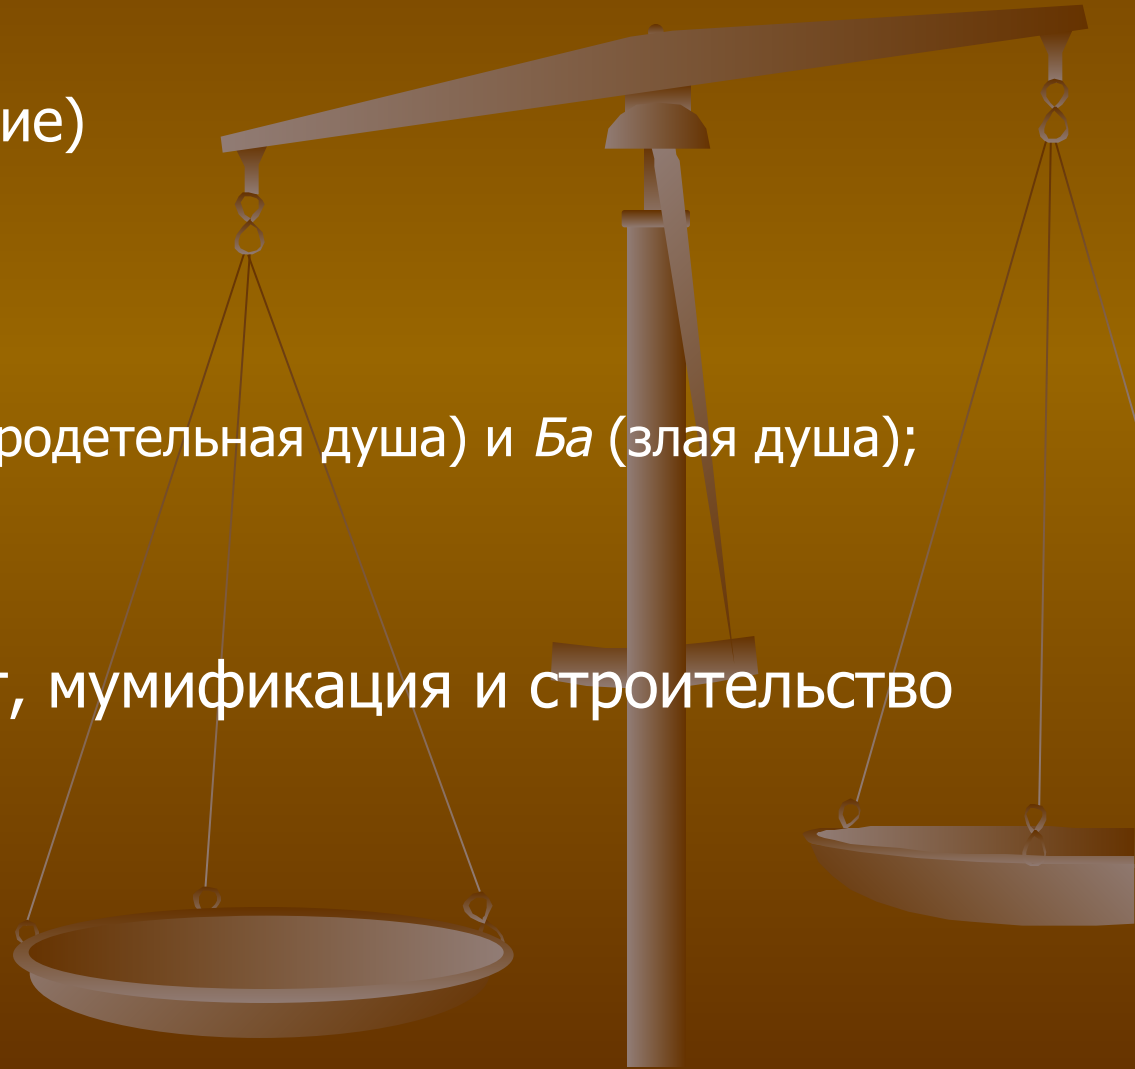 ие)
родетельная душа) и Ба (злая душа);
, мумификация и строительство